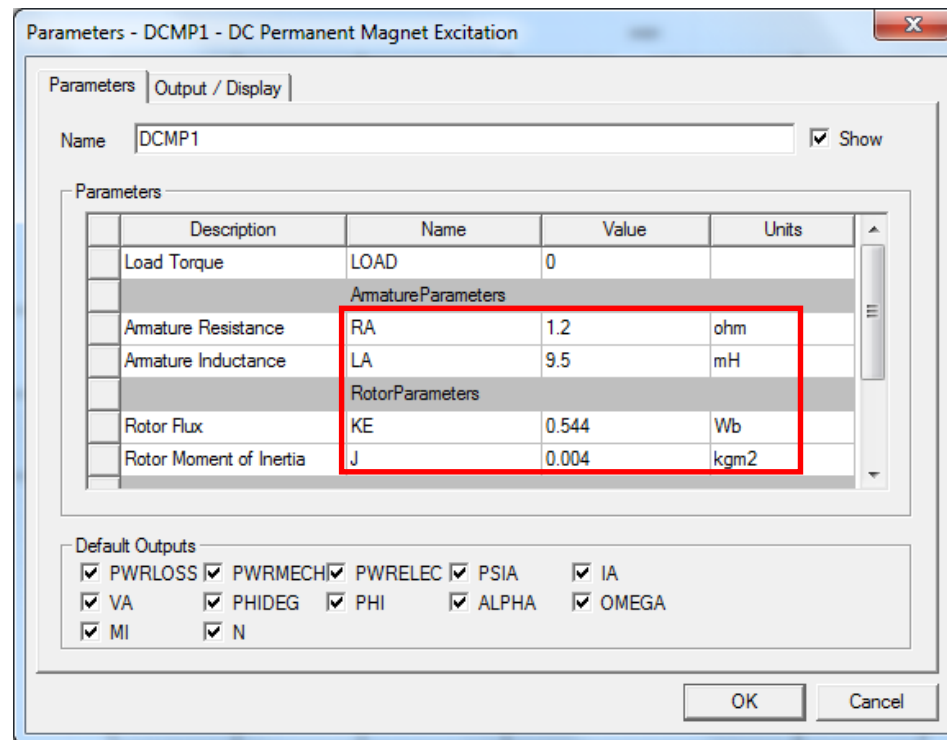 Parameters - DCMP1 - DC Permanent Magnet Excitation
Parameters Output / Display
Name DCMP1 Show
Parameters
Description Name Value Units
Load Torque LOAD 0
ArmatureParameters
Armature Resistance RA 1.2 ohm
Armature Inductance LA 9.5 mH
RotorParameters
Rotor Flux KE 0.544 Wb
Rotor Moment of Inertia J 0.004 kgm2
Default Outputs
PWRLOSS PWRMECH PWRELEC PSIA IA
VA PHIDEG PHI ALPHA OMEGA
MI N
OK Cancel